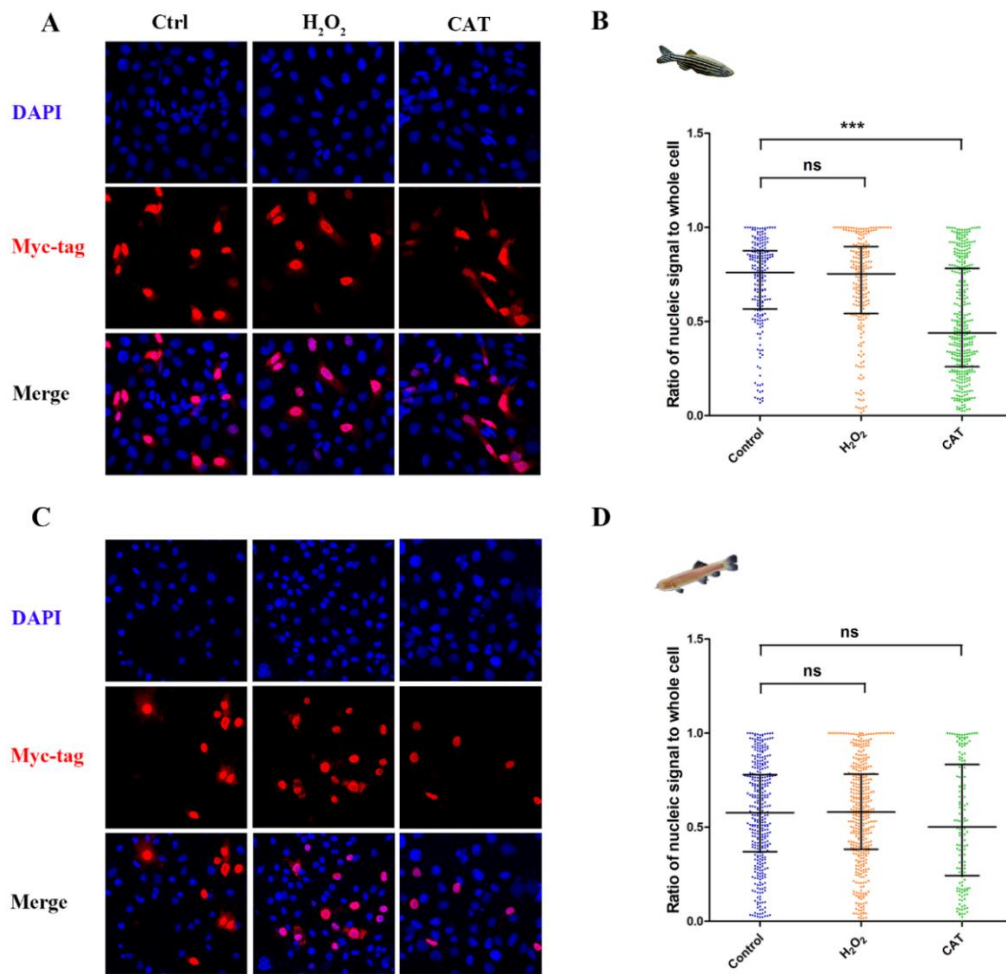 A
Ctrl
H₂O₂
CAT
DAPI
Myc-tag
Merge
B
Ratio of nucleic signal to whole cell
1.5
1.0
0.5
0.0
***
ns
Control
H₂O₂
CAT
C
DAPI
Myc-tag
Merge
D
Ratio of nucleic signal to whole cell
1.5
1.0
0.5
0.0
ns
ns
Control
H₂O₂
CAT